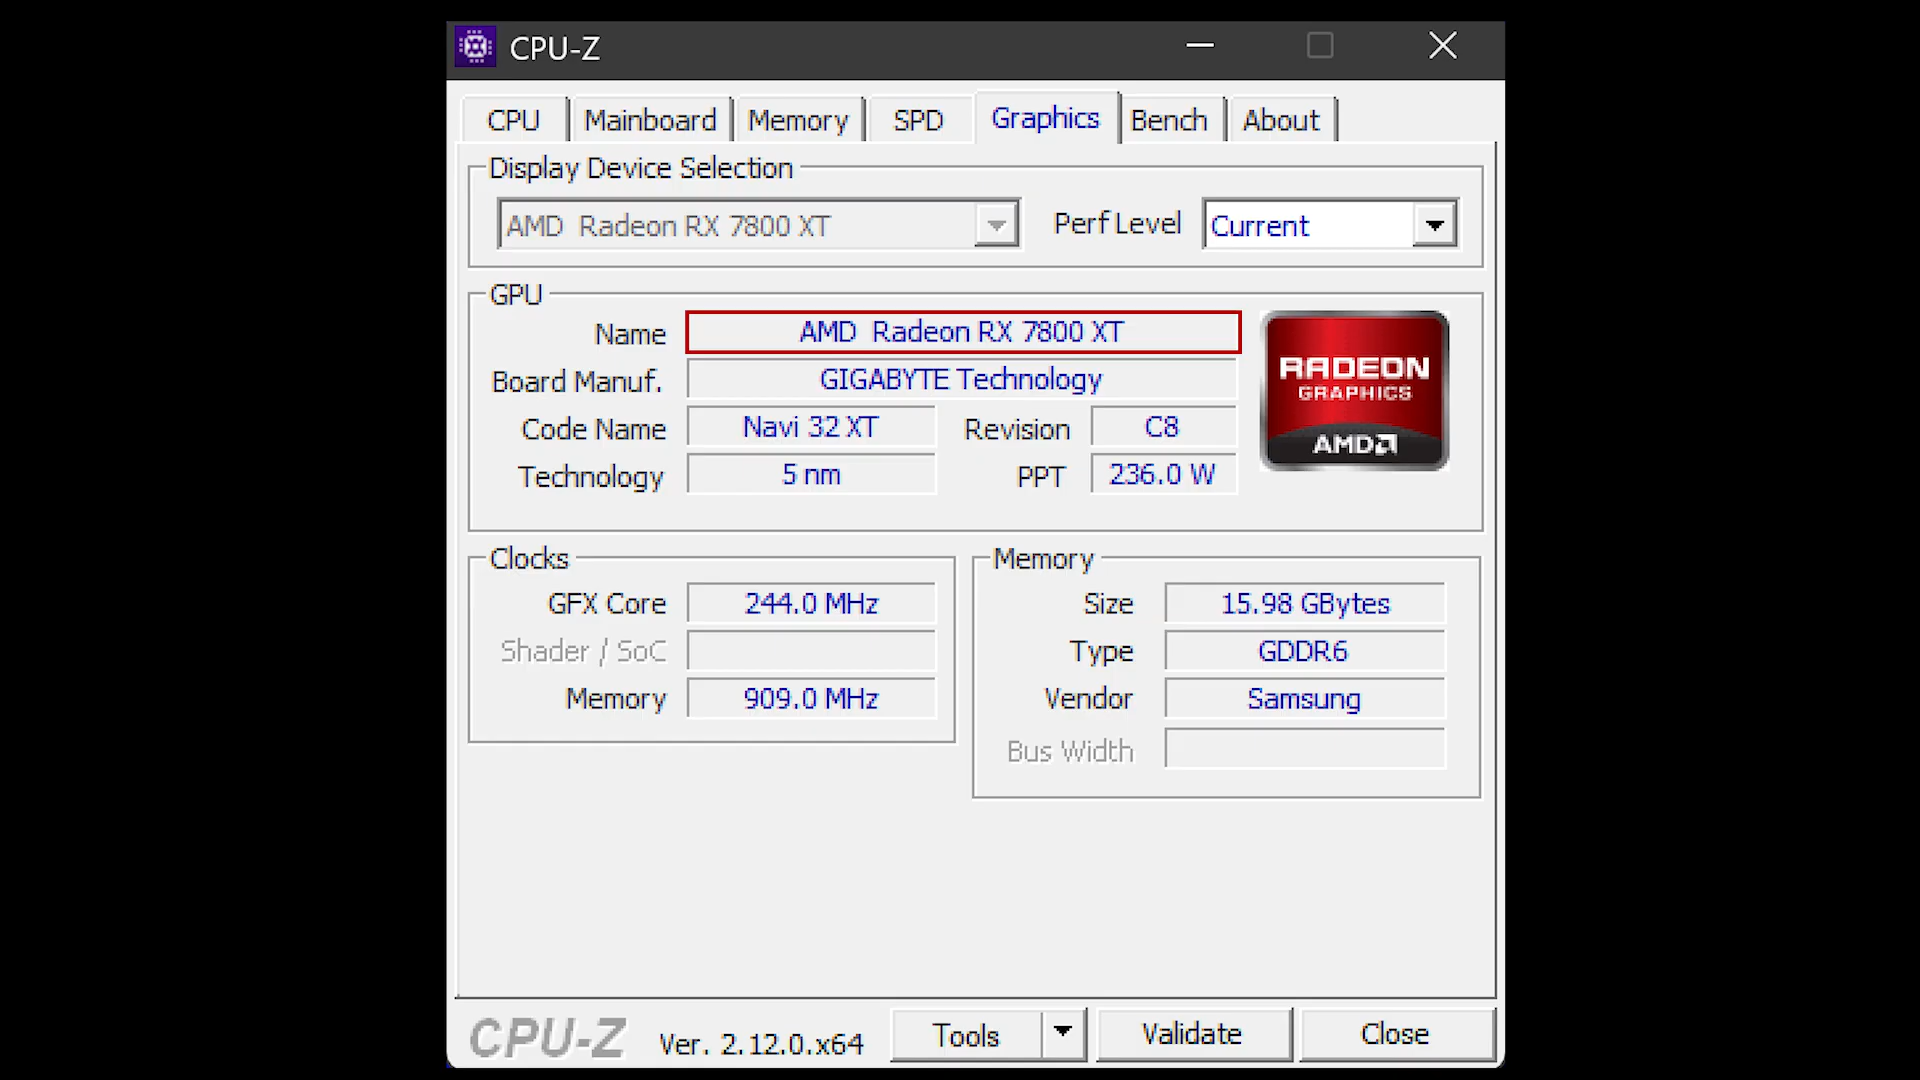 CPU-Z
CPU Mainboard Memory SPD Graphics Bench About
Display Device Selection
AMD Radeon RX 7800 XT Perf Level Current
GPU
Name AMD Radeon RX 7800 XT
Board Manuf. GIGABYTE Technology
Code Name Navi 32 XT Revision C8
Technology 5 nm PPT 236.0 W
RADEON
GRAPHICS
AMD
Clocks
GFX Core 244.0 MHz
Shader / SoC
Memory 909.0 MHz
Memory
Size 15.98 GBytes
Type GDDR6
Vendor Samsung
Bus Width
CPU-Z Ver. 2.12.0.x64 Tools Validate Close